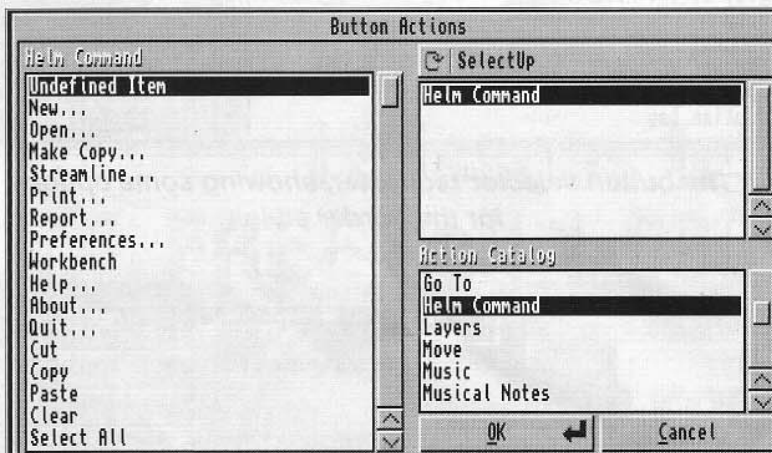 Button Actions
Helm Command
Undefined Item
New...
Open...
Make Copy...
Streamline...
Print...
Report...
Preferences...
Workbench
Help...
About...
Quit...
Cut
Copy
Paste
Clear
Select All
SelectUp
Helm Command
Action Catalog
Go To
Helm Command
Layers
Move
Music
Musical Notes
OK
Cancel